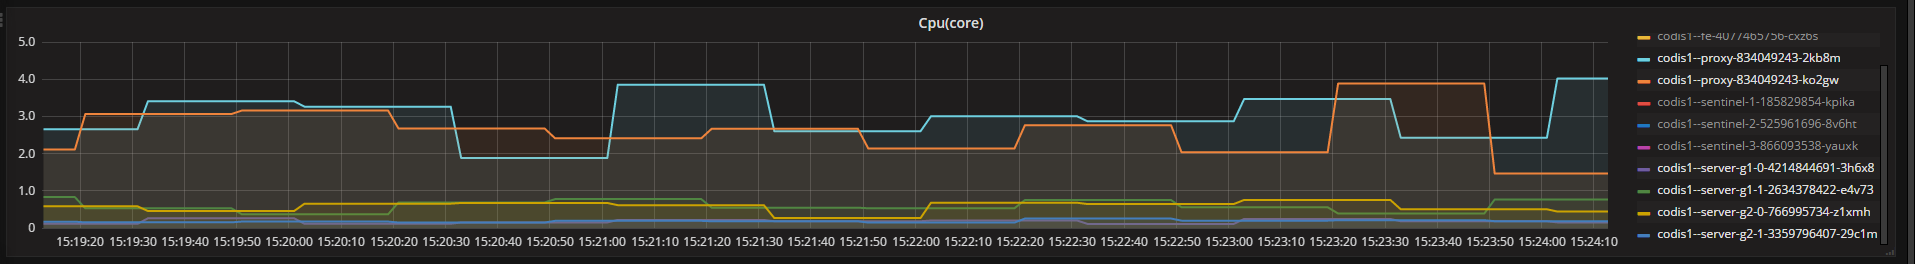 Cpu(core)
5.0
4.0
3.0
2.0
1.0
0
15:19:20 15:19:30 15:19:40 15:19:50 15:20:00 15:20:10 15:20:20 15:20:30 15:20:40 15:20:50 15:21:00 15:21:10 15:21:20 15:21:30 15:21:40 15:21:50 15:22:00 15:22:10 15:22:20 15:22:30 15:22:40 15:22:50 15:23:00 15:23:10 15:23:20 15:23:30 15:23:40 15:23:50 15:24:00 15:24:10
codis1--fe-4077465756-cxz6s
codis1--proxy-834049243-2kb8m
codis1--proxy-834049243-ko2gw
codis1--sentinel-1-185829854-kpika
codis1--sentinel-2-525961696-8v6ht
codis1--sentinel-3-866093538-yauxk
codis1--server-g1-0-4214844691-3h6x8
codis1--server-g1-1-2634378422-e4v73
codis1--server-g2-0-766995734-z1xmh
codis1--server-g2-1-3359796407-29c1m